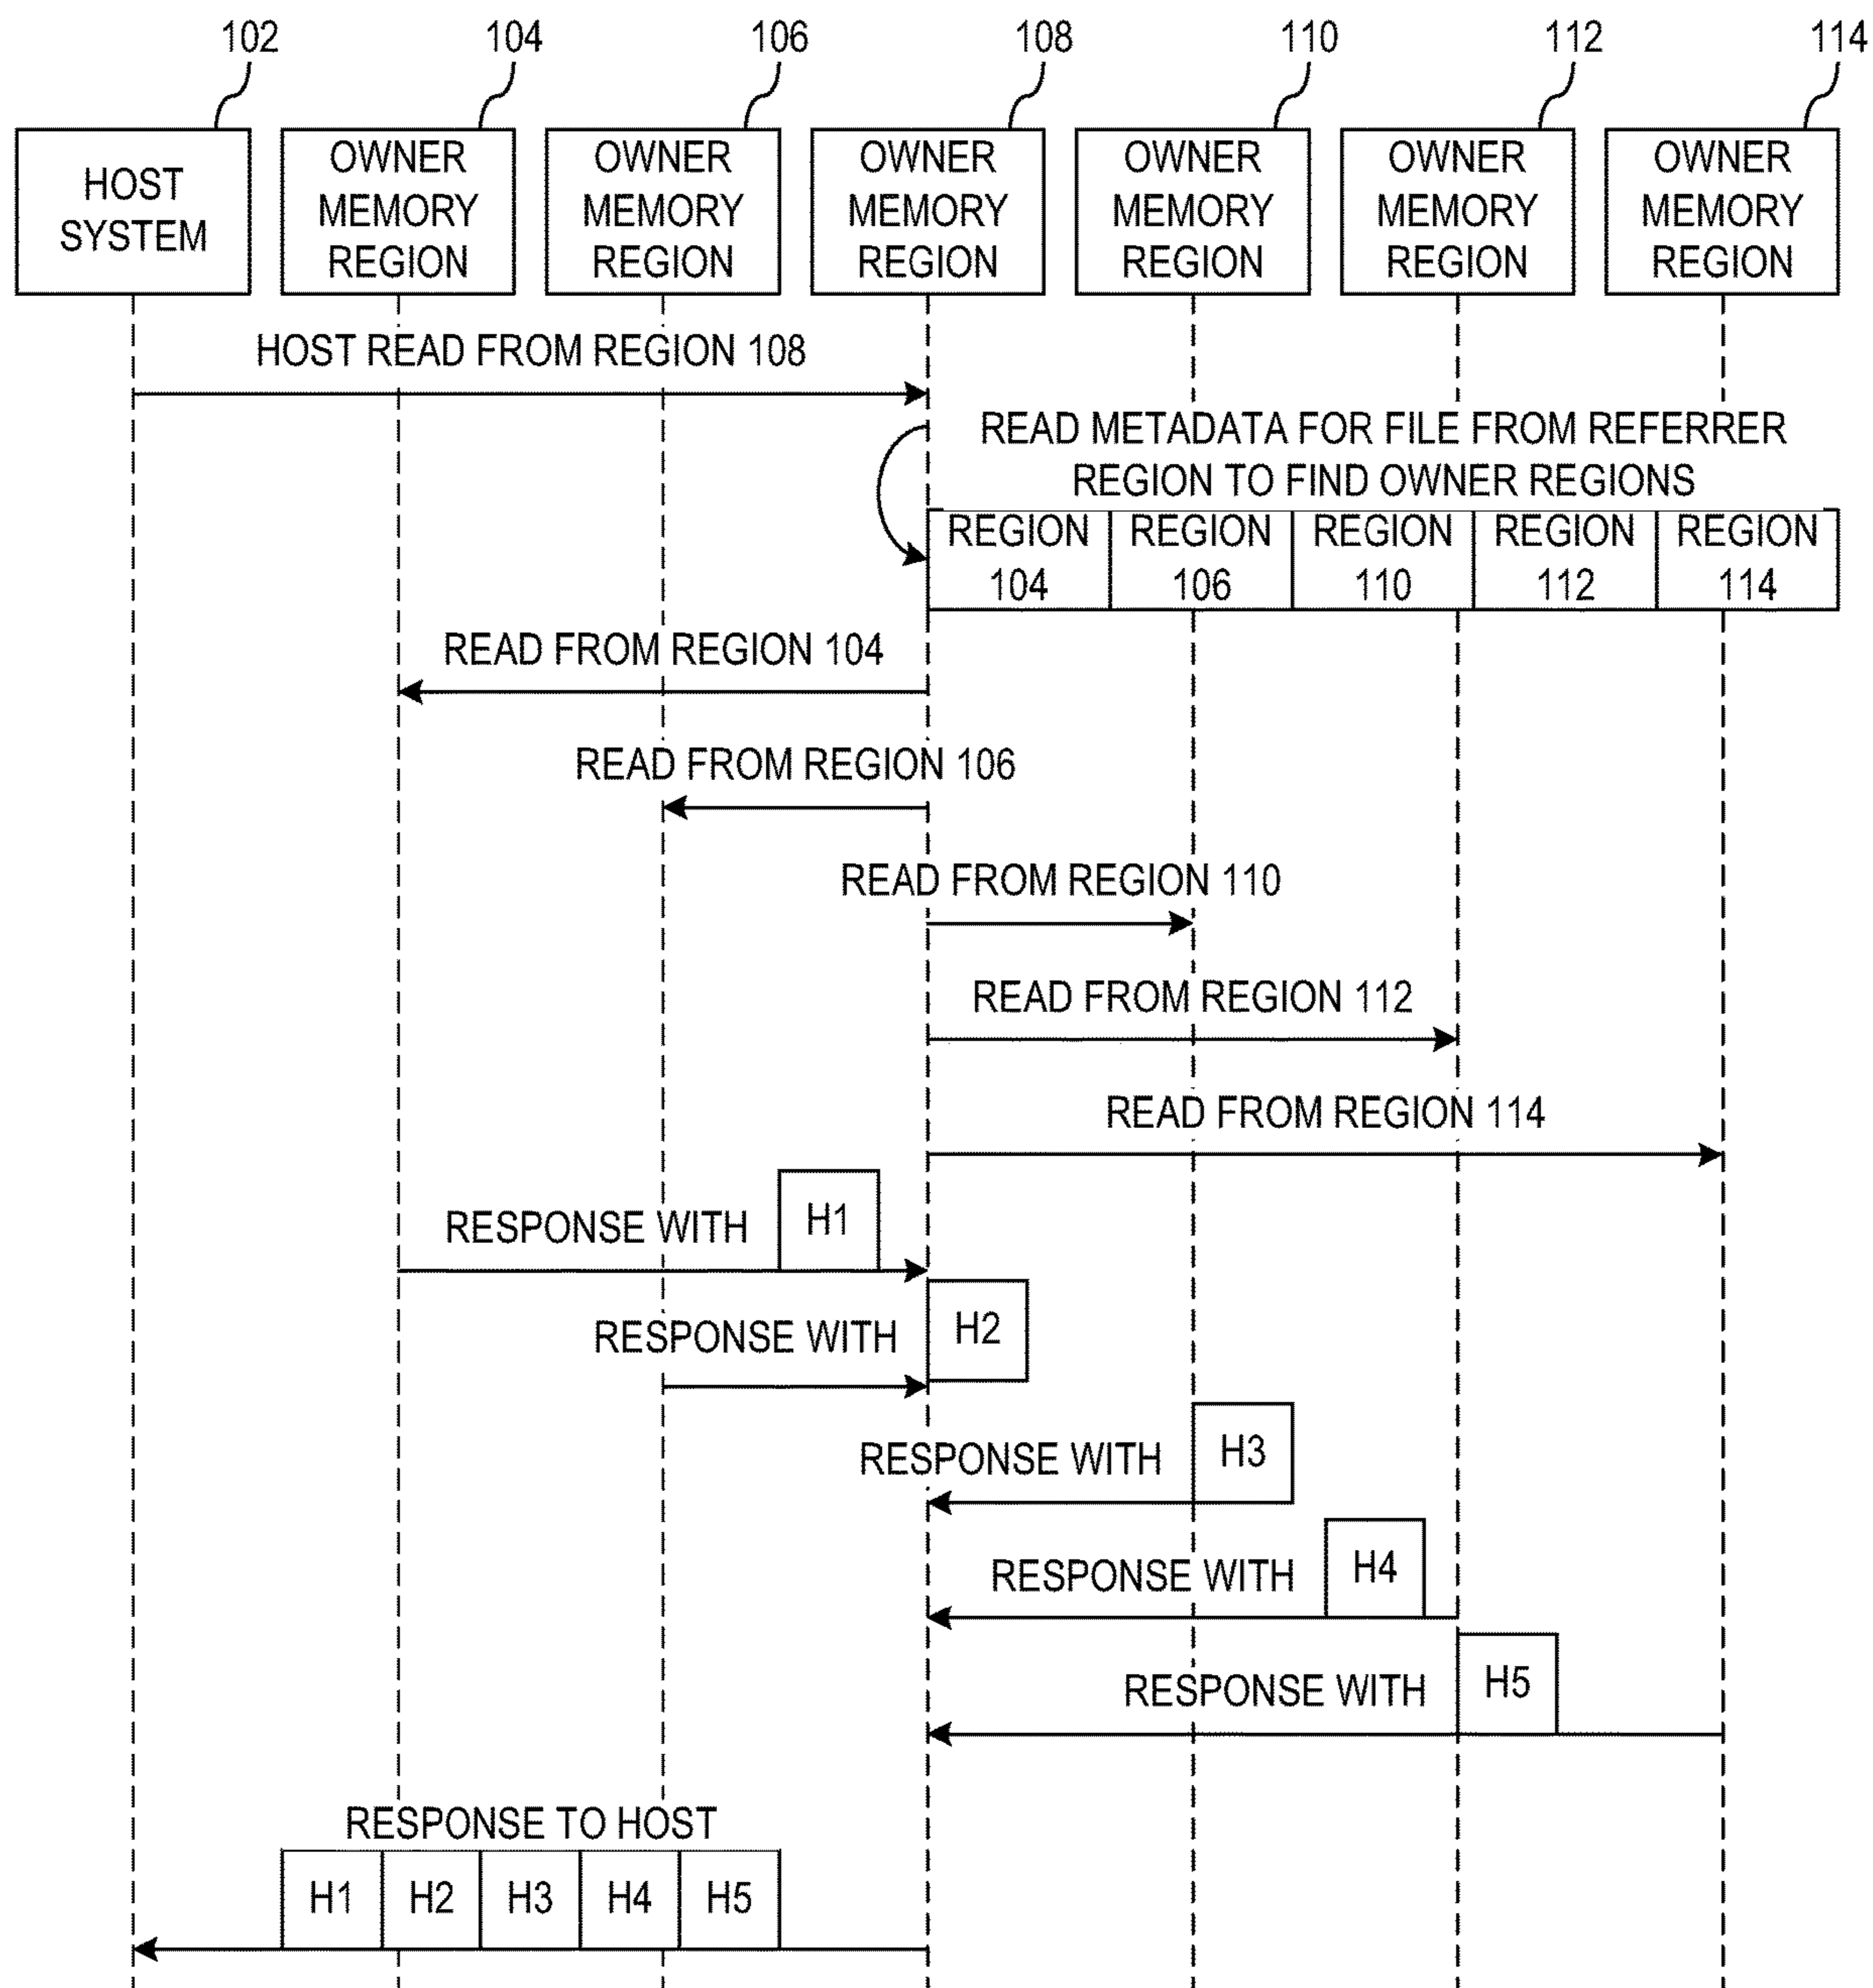 102
104
106
108
110
112
114
HOST
SYSTEM
OWNER
MEMORY
REGION
OWNER
MEMORY
REGION
OWNER
MEMORY
REGION
OWNER
MEMORY
REGION
OWNER
MEMORY
REGION
OWNER
MEMORY
REGION
HOST READ FROM REGION 108
READ METADATA FOR FILE FROM REFERRER
REGION TO FIND OWNER REGIONS
REGION
104
REGION
106
REGION
110
REGION
112
REGION
114
READ FROM REGION 104
READ FROM REGION 106
READ FROM REGION 110
READ FROM REGION 112
READ FROM REGION 114
RESPONSE WITH H1
RESPONSE WITH H2
RESPONSE WITH H3
RESPONSE WITH H4
RESPONSE WITH H5
RESPONSE TO HOST
H1 H2 H3 H4 H5